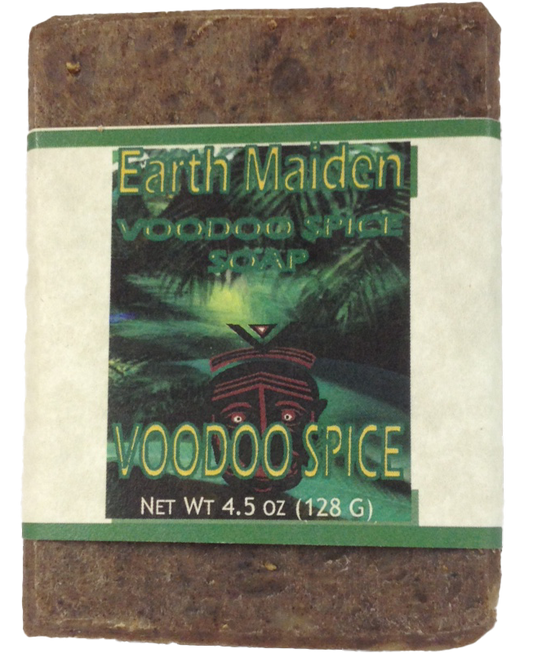 Earth Maiden
VOODOO SPICE
SOAP
VOODOO SPICE
NET WT 4.5 OZ (128 G)